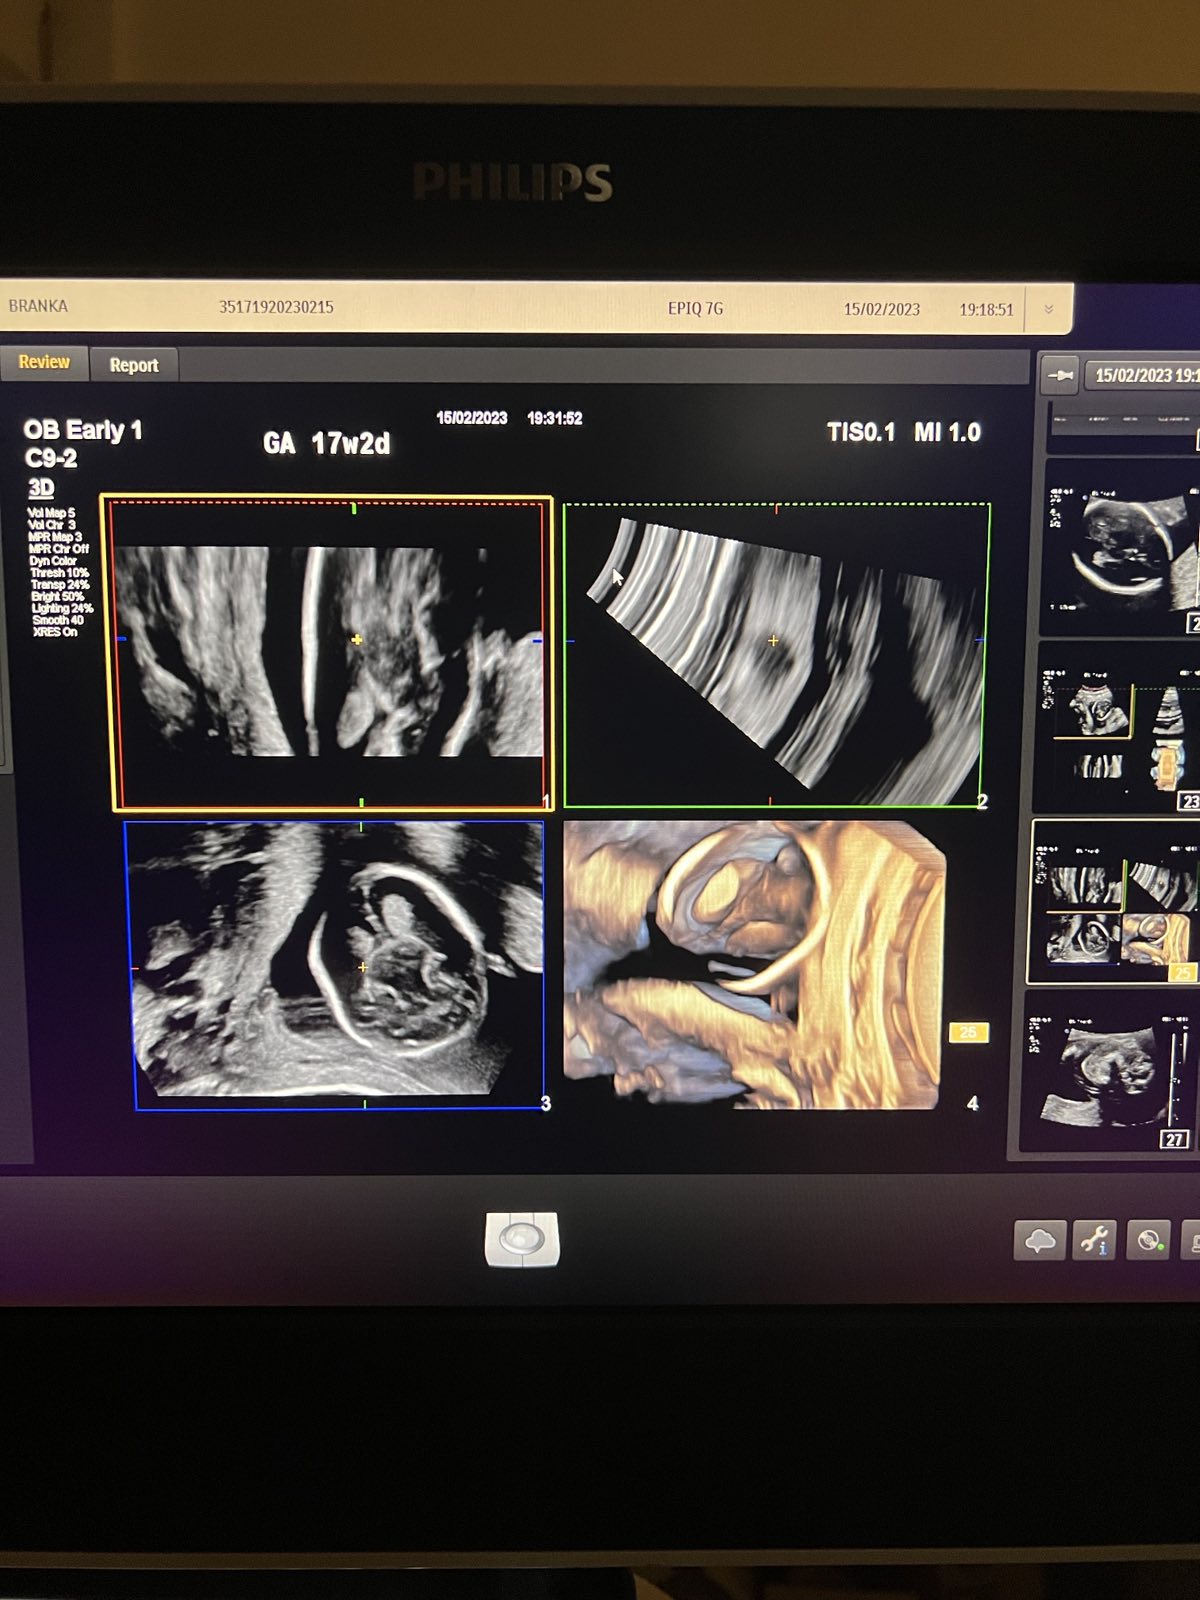 PHILIPS
BRANKA 35171920230215 EPIQ 7G 15/02/2023 19:18:51
Review Report
15/02/2023 19:1
OB Early 1
C9-2
3D
15/02/2023 19:31:52
GA 17w2d
TIS0.1 MI 1.0
Vol Map 5
Vol Chr 3
MPR Map 3
MPR Chr Off
Dyn Color
Thresh 10%
Transp 24%
Bright 50%
Lighting 24%
Smooth 40
XRES On
1
2
3
4
25
2
23
25
27